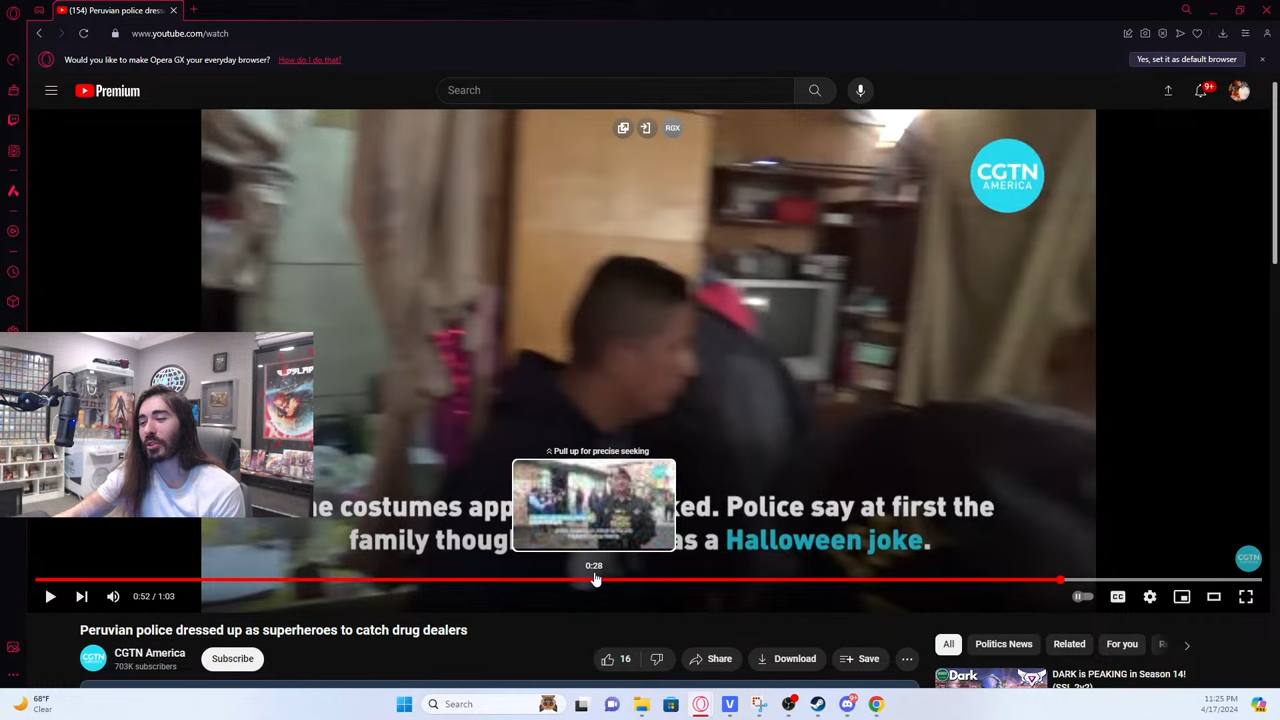 (154) Peruvian police dress
www.youtube.com/watch
Would you like to make Opera GX your everyday browser?
How do I do that!
Yes, set it as default browser
Premium
Search
9+
RGX
CGTN
AMERICA
Pull up for precise seeking
e costumes app ked. Police say at first the
family though as a Halloween joke.
0:28
0:52 / 1:03
CC
Peruvian police dressed up as superheroes to catch drug dealers
CGTN America
703K subscribers
Subscribe
16
Share
Download
Save
All
Politics News
Related
For you
Dark
DARK is PEAKING in Season 14!
(SSL 2v2)
68°F
Clear
Search
11:25 PM
4/17/2024